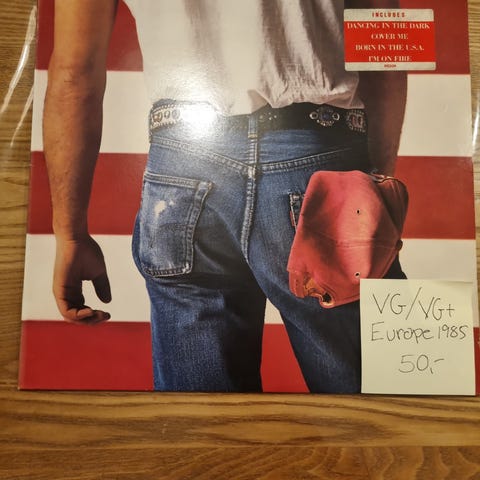 INCLUDES
DANCING IN THE DARK
COVER ME
BORN IN THE U.S.A.
I'M ON FIRE
VG/VG+
Europe 1985
50,-